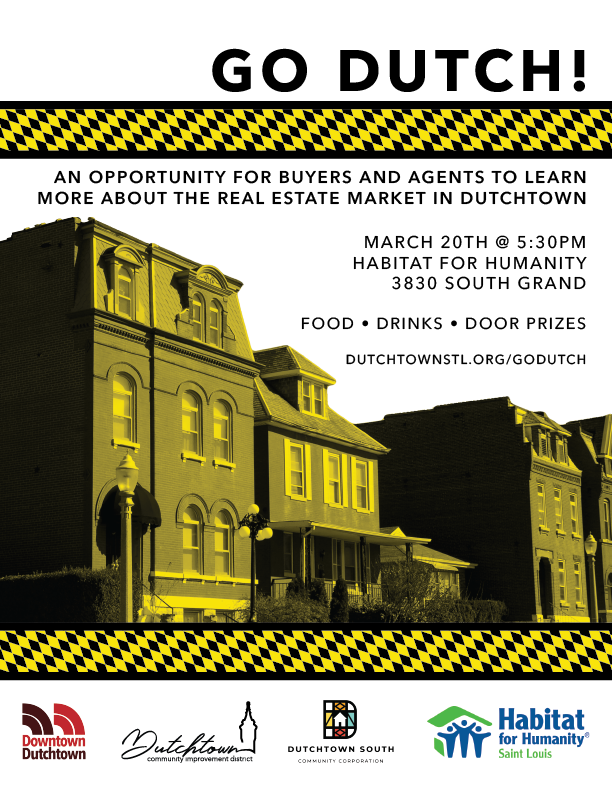 GO DUTCH!
AN OPPORTUNITY FOR BUYERS AND AGENTS TO LEARN
MORE ABOUT THE REAL ESTATE MARKET IN DUTCHTOWN
MARCH 20TH @ 5:30PM
HABITAT FOR HUMANITY
3830 SOUTH GRAND
FOOD • DRINKS • DOOR PRIZES
DUTCHTOWNSTL.ORG/GODUTCH
Downtown
Dutchtown
Dutchtown
community improvement district
DUTCHTOWN SOUTH
COMMUNITY CORPORATION
Habitat
for Humanity®
Saint Louis